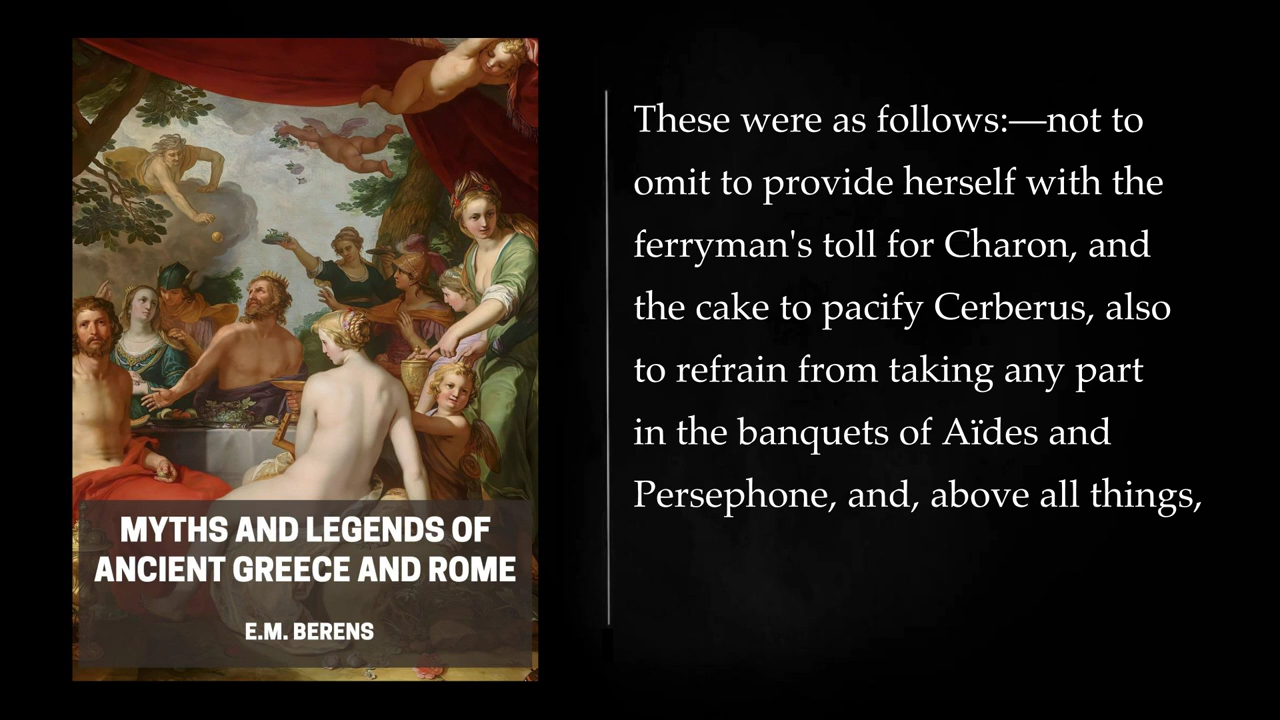 MYTHS AND LEGENDS OF
ANCIENT GREECE AND ROME
E.M. BERENS
These were as follows:—not to
omit to provide herself with the
ferryman's toll for Charon, and
the cake to pacify Cerberus, also
to refrain from taking any part
in the banquets of Aïdes and
Persephone, and, above all things,